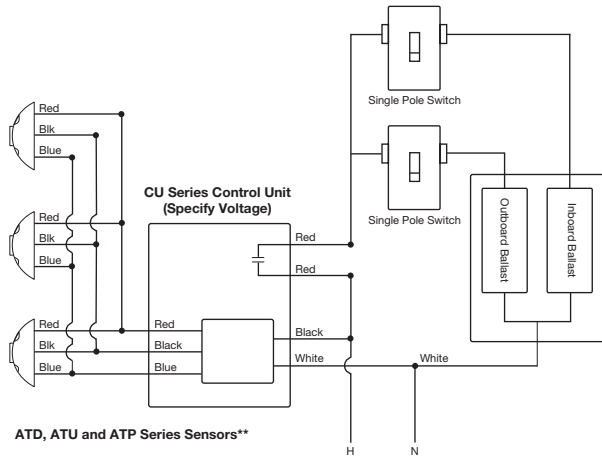 Single Pole Switch
Red
Blk
Blue
CU Series Control Unit
(Specify Voltage)
Single Pole Switch
Outboard Ballast
Inboard Ballast
Red
Blk
Blue
Red
Red
Red
Blk
Blue
Red
Black
Blue
Black
White
White
ATD, ATU and ATP Series Sensors**
H
N